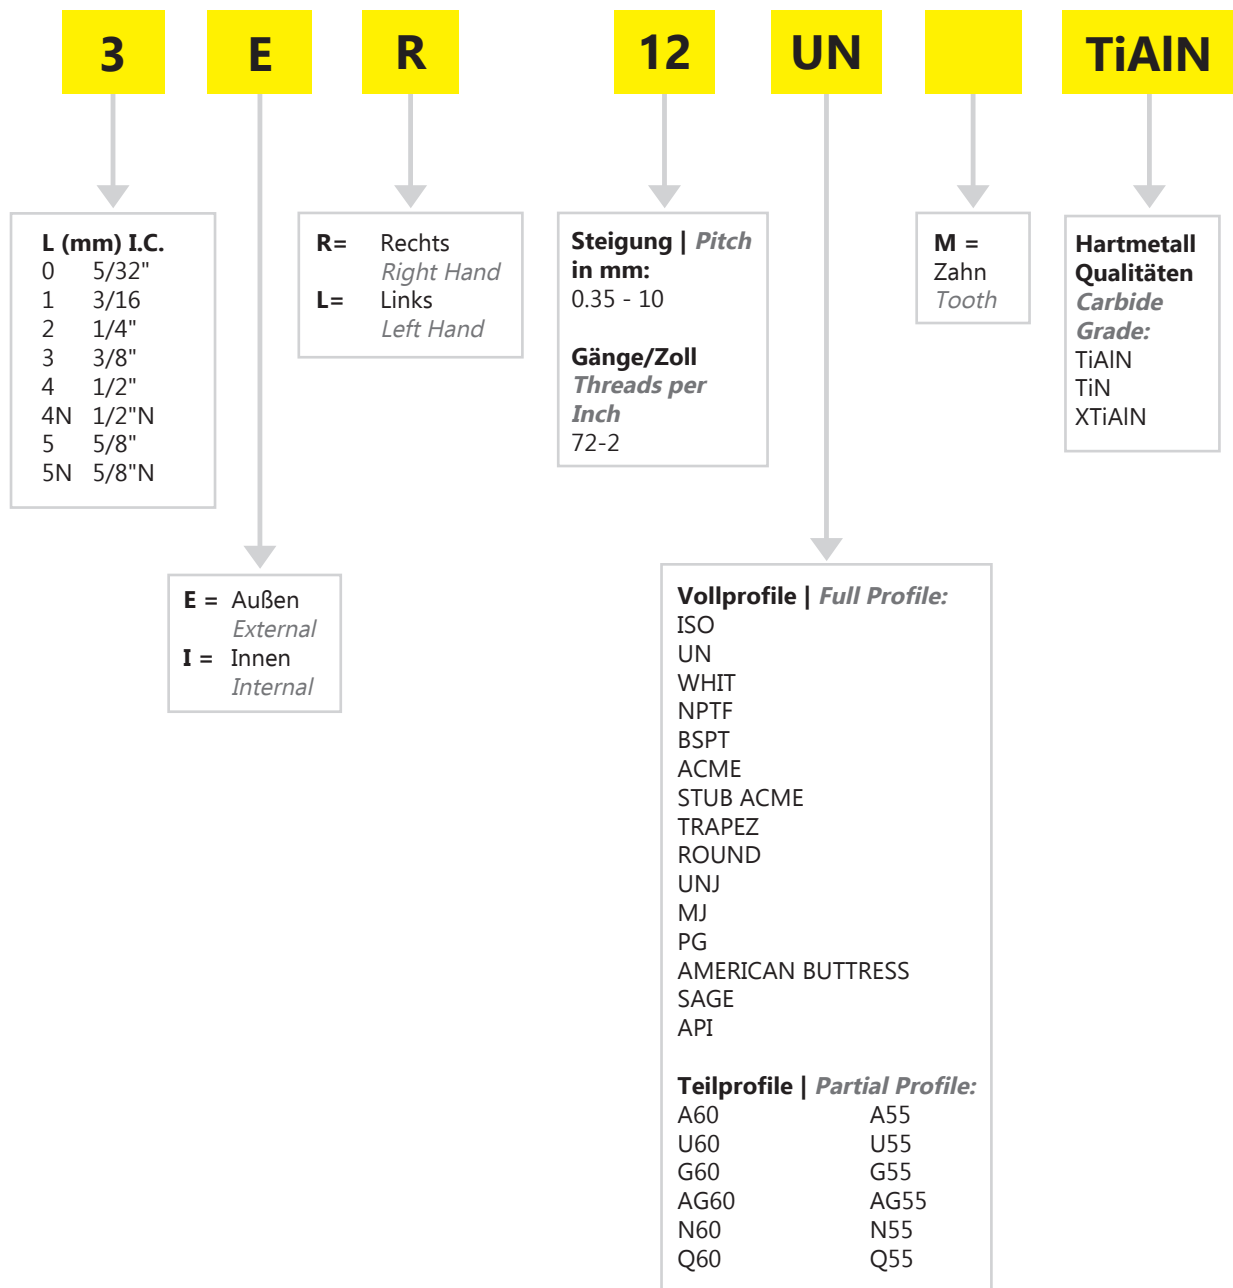 3 E R 12 UN TiAlN
L (mm) I.C.
0 5/32"
1 3/16
2 1/4"
3 3/8"
4 1/2"
4N 1/2"N
5 5/8"
5N 5/8"N
R= Rechts
Right Hand
L= Links
Left Hand
Steigung | Pitch
in mm:
0.35 - 10
Gänge/Zoll
Threads per
Inch
72-2
M =
Zahn
Tooth
Hartmetall
Qualitäten
Carbide
Grade:
TiAlN
TiN
XTiAlN
E = Außen
External
I = Innen
Internal
Vollprofile | Full Profile:
ISO
UN
WHIT
NPTF
BSPT
ACME
STUB ACME
TRAPEZ
ROUND
UNJ
MJ
PG
AMERICAN BUTTRESS
SAGE
API
Teilprofile | Partial Profile:
A60 A55
U60 U55
G60 G55
AG60 AG55
N60 N55
Q60 Q55